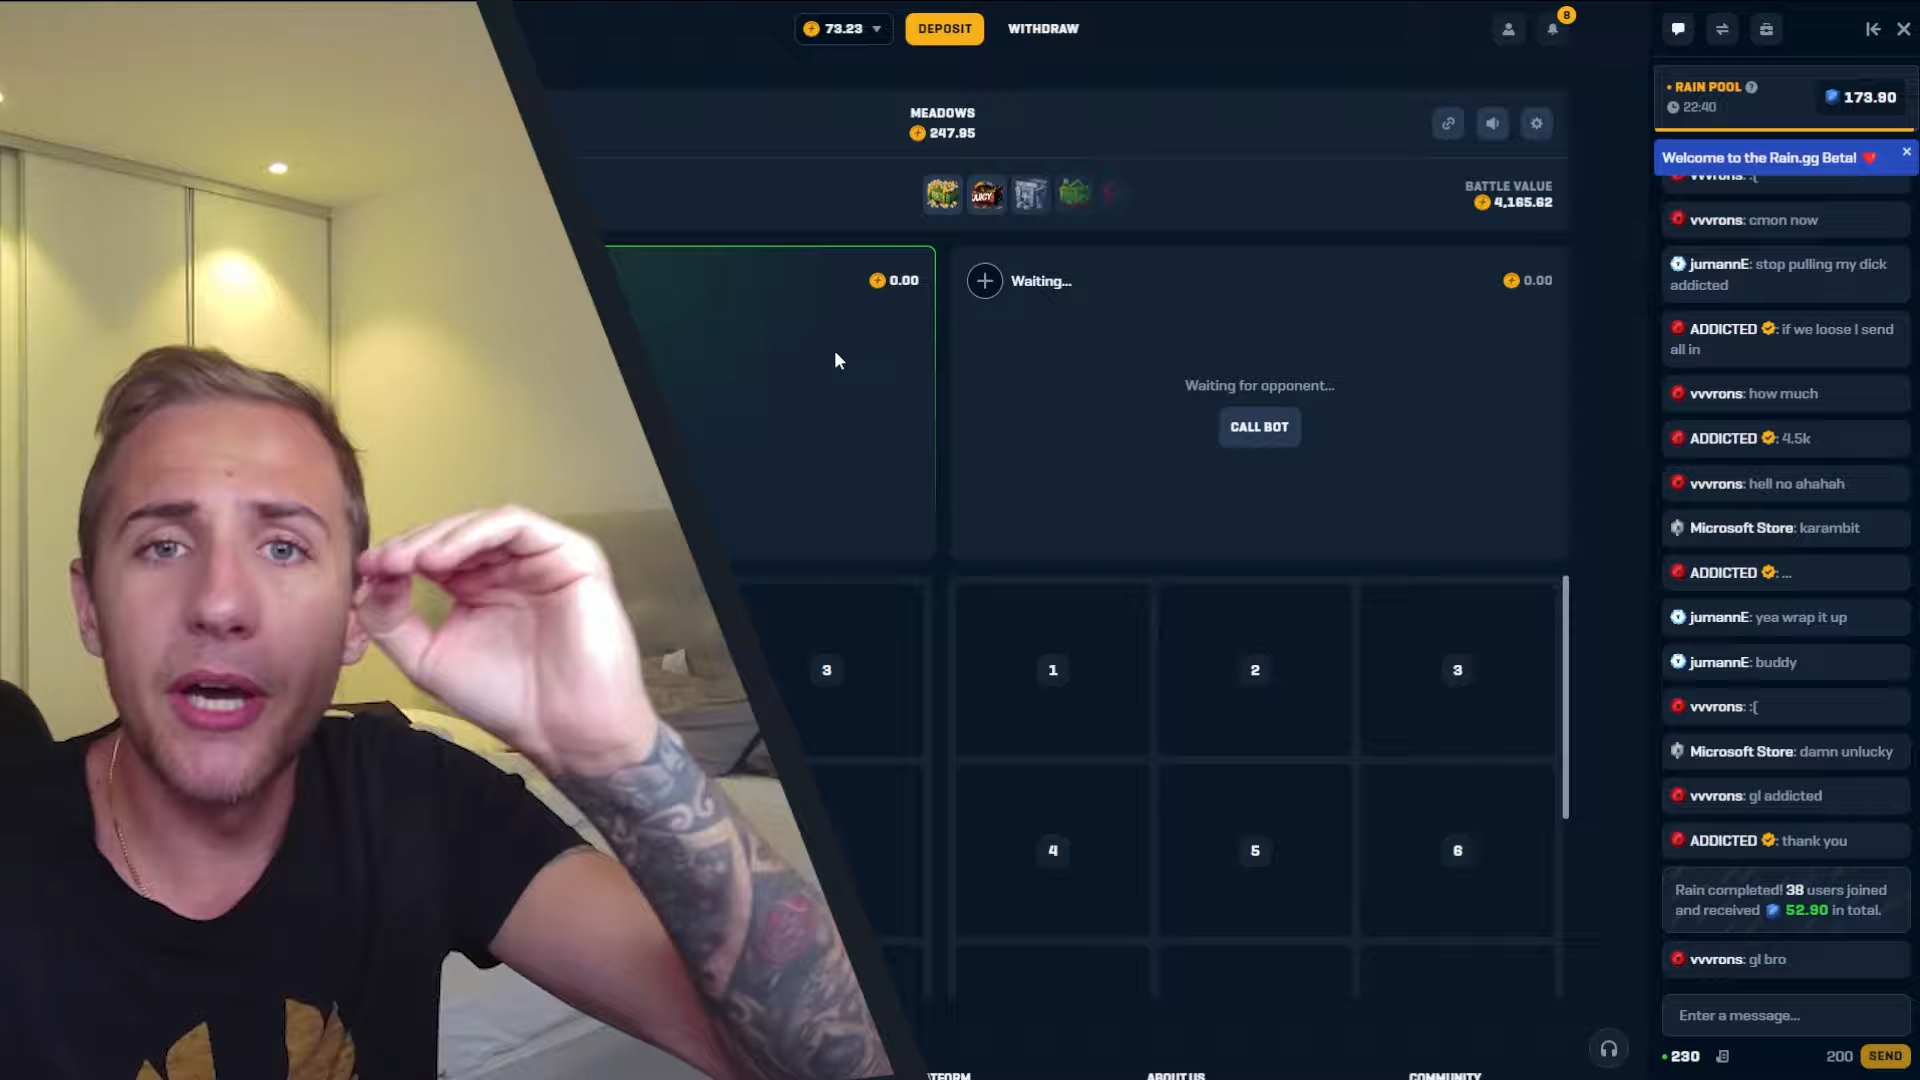 73.23
DEPOSIT
WITHDRAW
8
MEADOWS
247.95
JUICY
BATTLE VALUE
4,165.62
0.00
Waiting...
0.00
Waiting for opponent...
CALL BOT
3
1
2
3
4
5
6
ABOUT US
COMMUNITY
RAIN POOL
22:40
173.90
Welcome to the Rain.gg Beta!
vvvrons: :[
vvvrons: cmon now
jumannE: stop pulling my dick
addicted
ADDICTED : if we loose I send
all in
vvvrons: how much
ADDICTED : 4.5k
vvvrons: hell no ahahah
Microsoft Store: karambit
ADDICTED : ...
jumannE: yea wrap it up
jumannE: buddy
vvvrons: :[
Microsoft Store: damn unlucky
vvvrons: gl addicted
ADDICTED : thank you
Rain completed! 38 users joined
and received 52.90 in total.
vvvrons: gl bro
Enter a message...
230
200
SEND